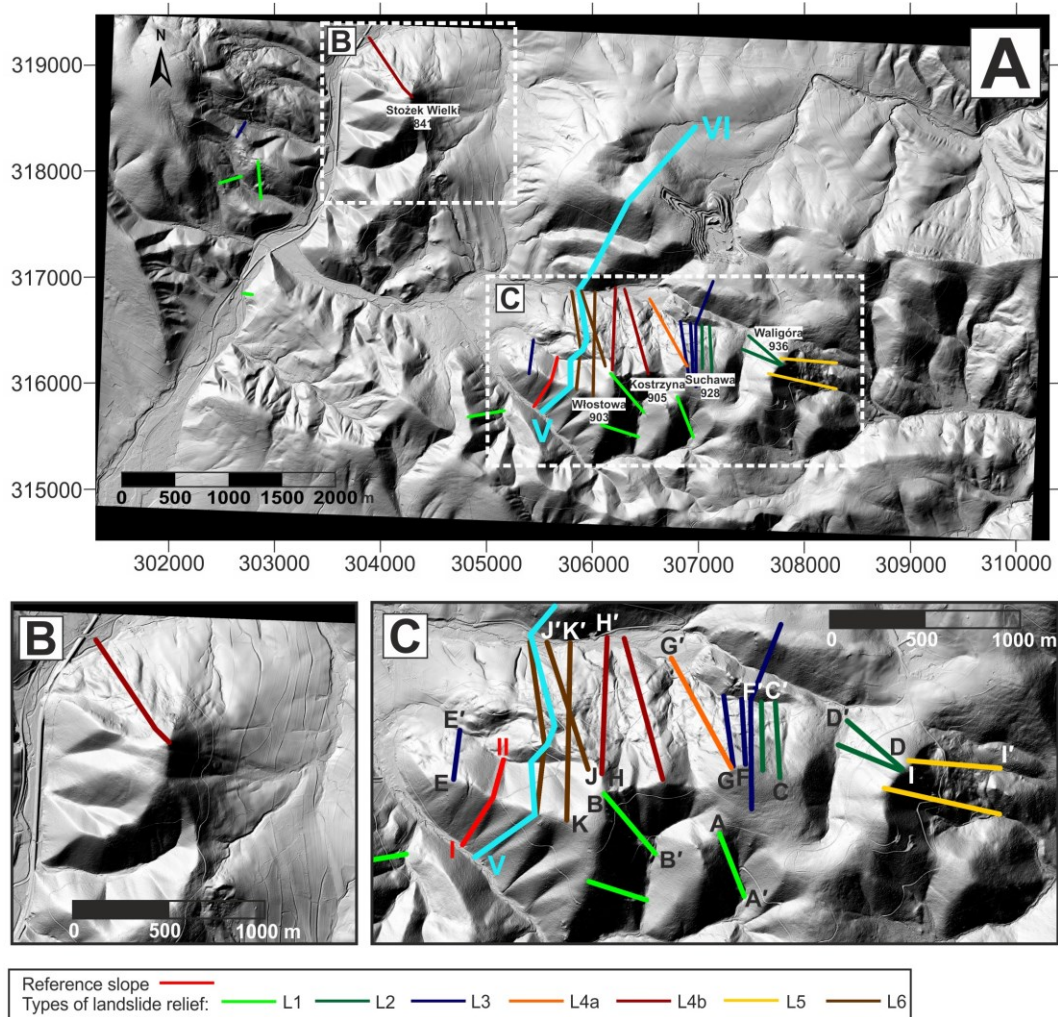 A
N
B
319000
318000
317000
316000
315000
Stożek Wielki
841
VI
C
Waligóra
936
Kostrzyna
905
Suchawa
928
Włostowa
903
V
0 500 1000 1500 2000 m
302000 303000 304000 305000 306000 307000 308000 309000 310000
B
0 500 1000 m
C
0 500 1000 m
J' K' H'
G'
E' F' C'
D'
II
D
I'
E J H G F C I
B
K A
I V B'
A'
Reference slope
Types of landslide relief: L1 L2 L3 L4a L4b L5 L6